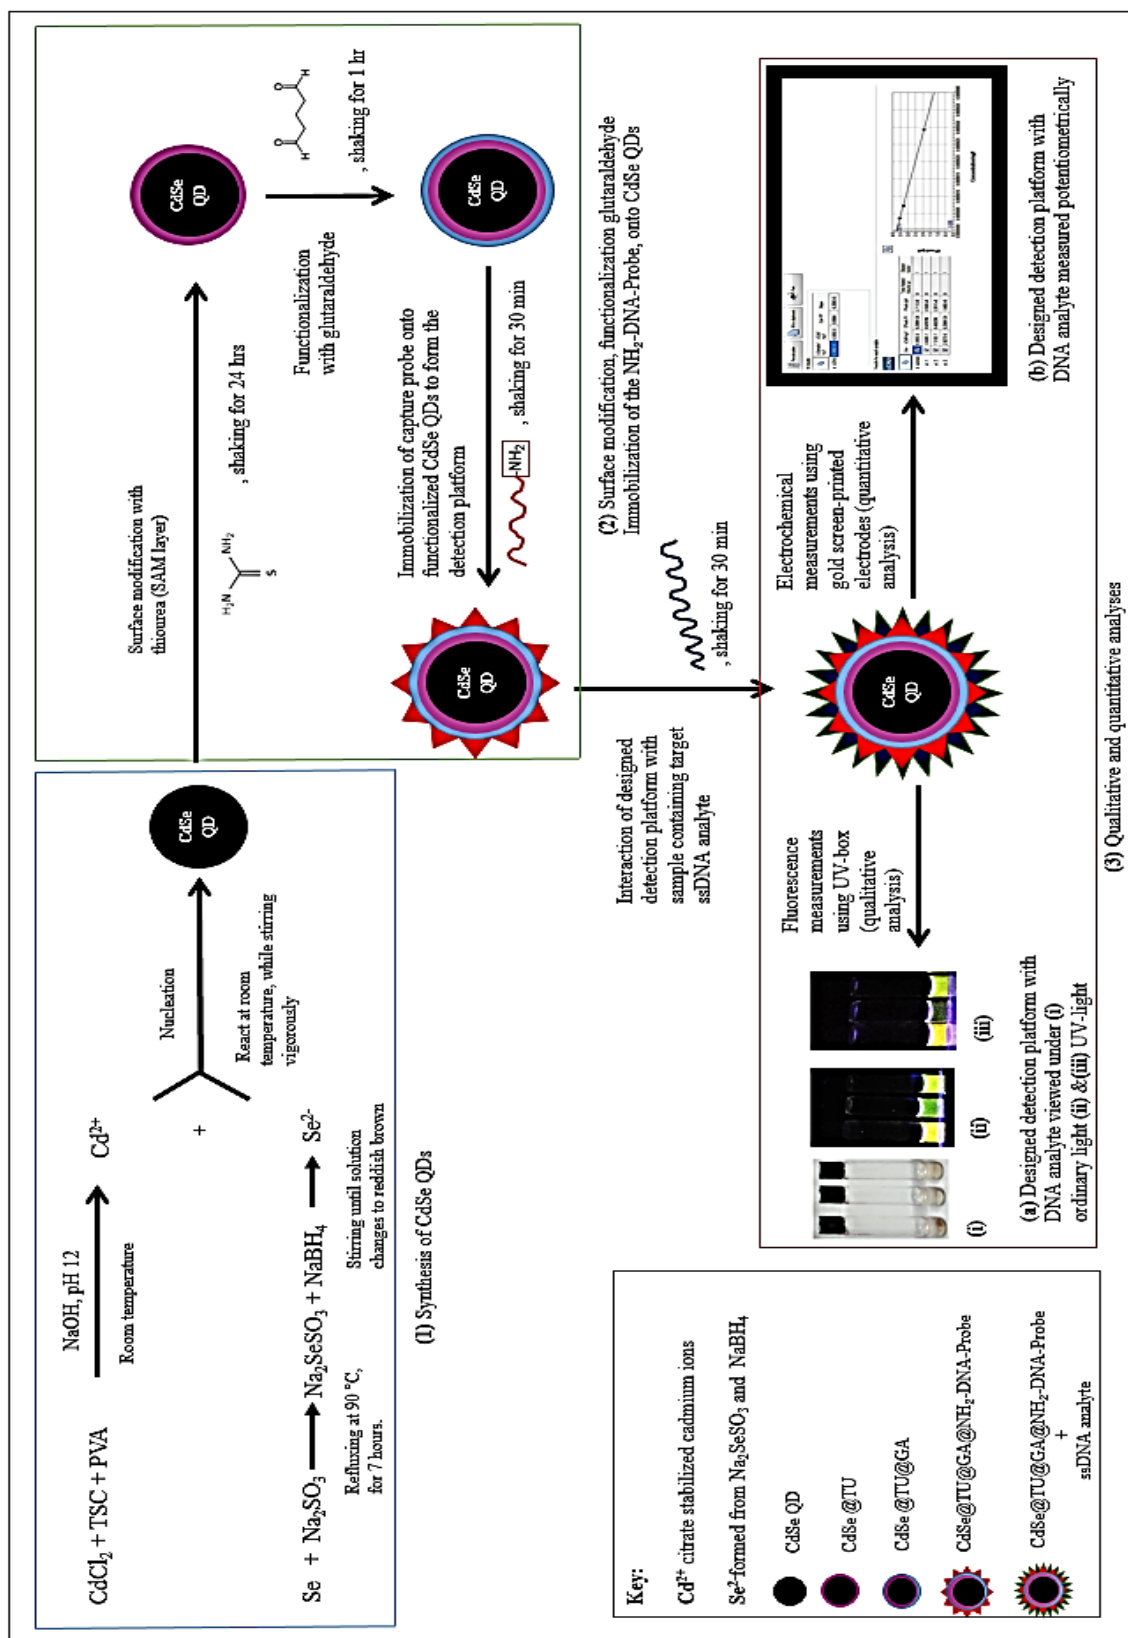 CdCl₂ + TSC + PVA
NaOH, pH 12
Room temperature
Cd²⁺
+
Se + Na₂SO₃
Refluxing at 90 °C,
for 7 hours.
Na₂SeSO₃ + NaBH₄
Stirring until solution
changes to reddish brown
Se²⁻
Nucleation
React at room
temperature, while stirring
vigorously
CdSe
QD
(1) Synthesis of CdSe QDs
Surface modification with
thiourea (SAM layer)
H₂N
NH₂
S
, shaking for 24 hrs
CdSe
QD
Functionalization
with glutaraldehyde
O
O
H
H
, shaking for 1 hr
CdSe
QD
Immobilization of capture probe onto
functionalized CdSe QDs to form the
detection platform
-NH₂
, shaking for 30 min
CdSe
QD
(2) Surface modification, functionalization glutaraldehyde
Immobilization of the NH₂-DNA-Probe, onto CdSe QDs
Interaction of designed
detection platform with
sample containing target
ssDNA analyte
, shaking for 30 min
CdSe
QD
Fluorescence
measurements
using UV-box
(qualitative
analysis)
Electrochemical
measurements using
gold screen-printed
electrodes (quantitative
analysis)
(i)
(ii)
(iii)
(a) Designed detection platform with
DNA analyte viewed under (i)
ordinary light (ii) &(iii) UV-light
(b) Designed detection platform with
DNA analyte measured potentiometrically
(3) Qualitative and quantitative analyses
Key:
Cd²⁺ citrate stabilized cadmium ions
Se²⁻formed from Na₂SeSO₃ and NaBH₄
CdSe QD
CdSe @TU
CdSe @TU@GA
CdSe@TU@GA@NH₂-DNA-Probe
CdSe@TU@GA@NH₂-DNA-Probe
+
ssDNA analyte